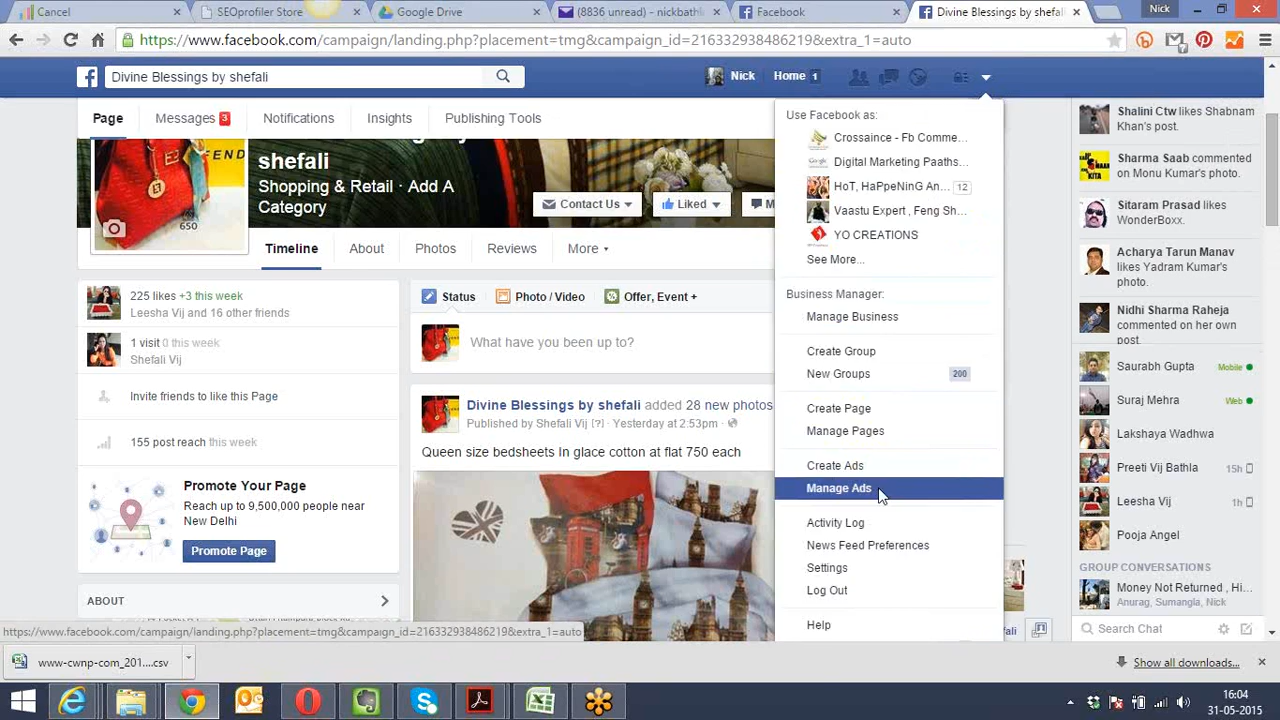 Cancel
SEOprofiler Store
Google Drive
(8836 unread) - nickbathl
Facebook
Divine Blessings by shefali
Nick
https://www.facebook.com/campaign/landing.php?placement=tmg&campaign_id=216332938486219&extra_1=auto
Divine Blessings by shefali
Nick
Home 1
Page
Messages 3
Notifications
Insights
Publishing Tools
shefali
Shopping & Retail · Add A
Category
650
Contact Us
Liked
M
Timeline
About
Photos
Reviews
More
225 likes +3 this week
Leesha Vij and 16 other friends
1 visit 0 this week
Shefali Vij
Invite friends to like this Page
155 post reach this week
Promote Your Page
Reach up to 9,500,000 people near
New Delhi
Promote Page
ABOUT
Status
Photo / Video
Offer, Event +
What have you been up to?
Divine Blessings by shefali added 28 new photos
Published by Shefali Vij [?] · Yesterday at 2:53pm ·
Queen size bedsheets In glace cotton at flat 750 each
Use Facebook as:
Crossaince - Fb Comme...
Digital Marketing Paaths...
HoT, HaPpeNinG An... 12
Vaastu Expert , Feng Sh...
YO CREATIONS
See More...
Business Manager:
Manage Business
Create Group
New Groups 200
Create Page
Manage Pages
Create Ads
Manage Ads
Activity Log
News Feed Preferences
Settings
Log Out
Help
Shalini Ctw likes Shabnam
Khan's post.
Sharma Saab commented
on Monu Kumar's photo.
Sitaram Prasad likes
WonderBoxx.
Acharya Tarun Manav
likes Yadram Kumar's
photo.
Nidhi Sharma Raheja
commented on her own
post.
Saurabh Gupta Mobile
Suraj Mehra Web
Lakshaya Wadhwa
Preeti Vij Bathla 15h
Leesha Vij 1h
Pooja Angel
GROUP CONVERSATIONS
Money Not Returned , Hi...
Anurag, Sumangla, Nick
Search Chat
https://www.facebook.com/campaign/landing.php?placement=tmg&campaign_id=216332938486219&extra_1=auto
www-cwnp-com_201....csv
Show all downloads...
16:04
31-05-2015